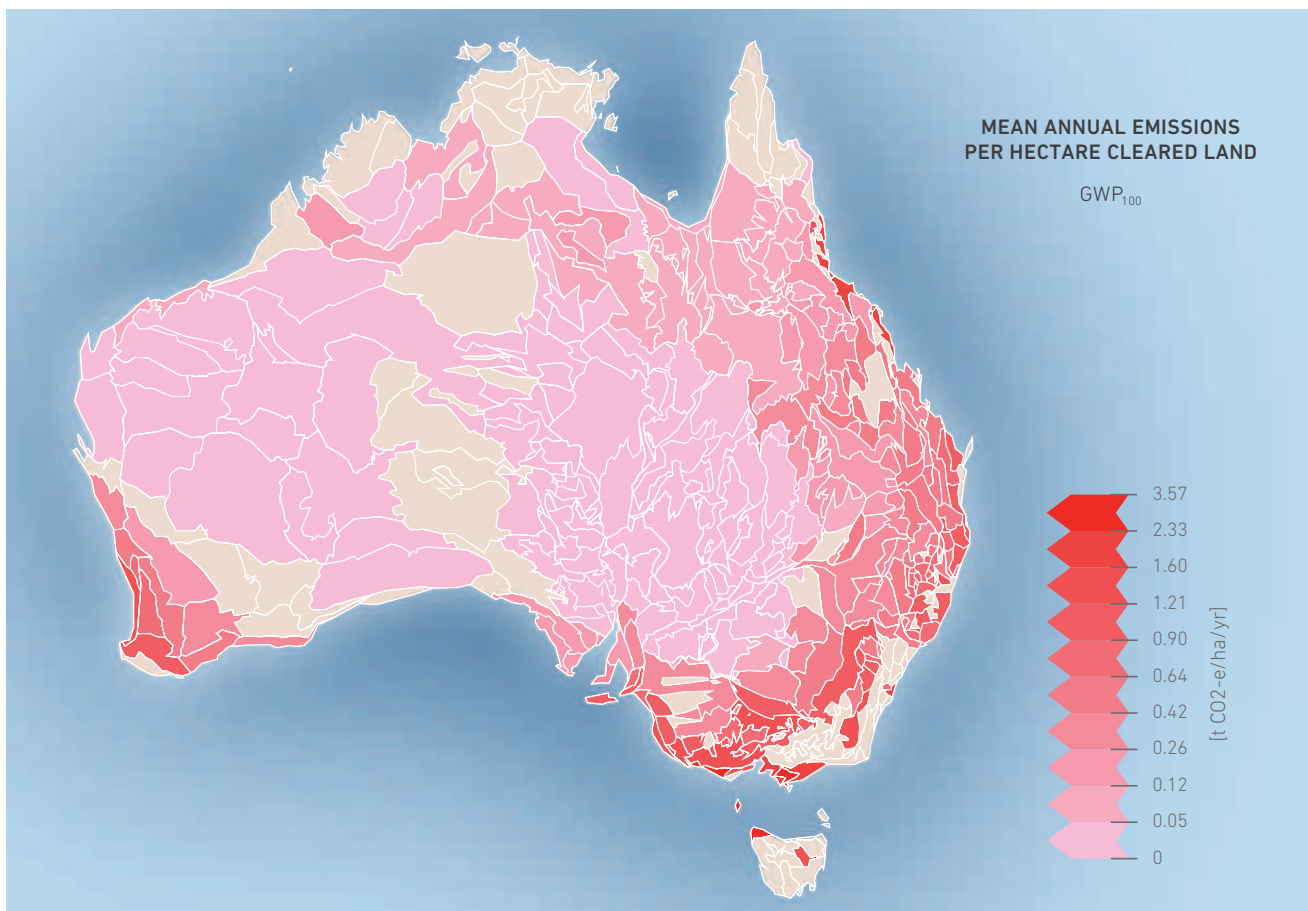 MEAN ANNUAL EMISSIONS
PER HECTARE CLEARED LAND
GWP₁₀₀
3.57
2.33
1.60
1.21
0.90
0.64
0.42
0.26
0.12
0.05
0
[t CO2-e/ha/yr]